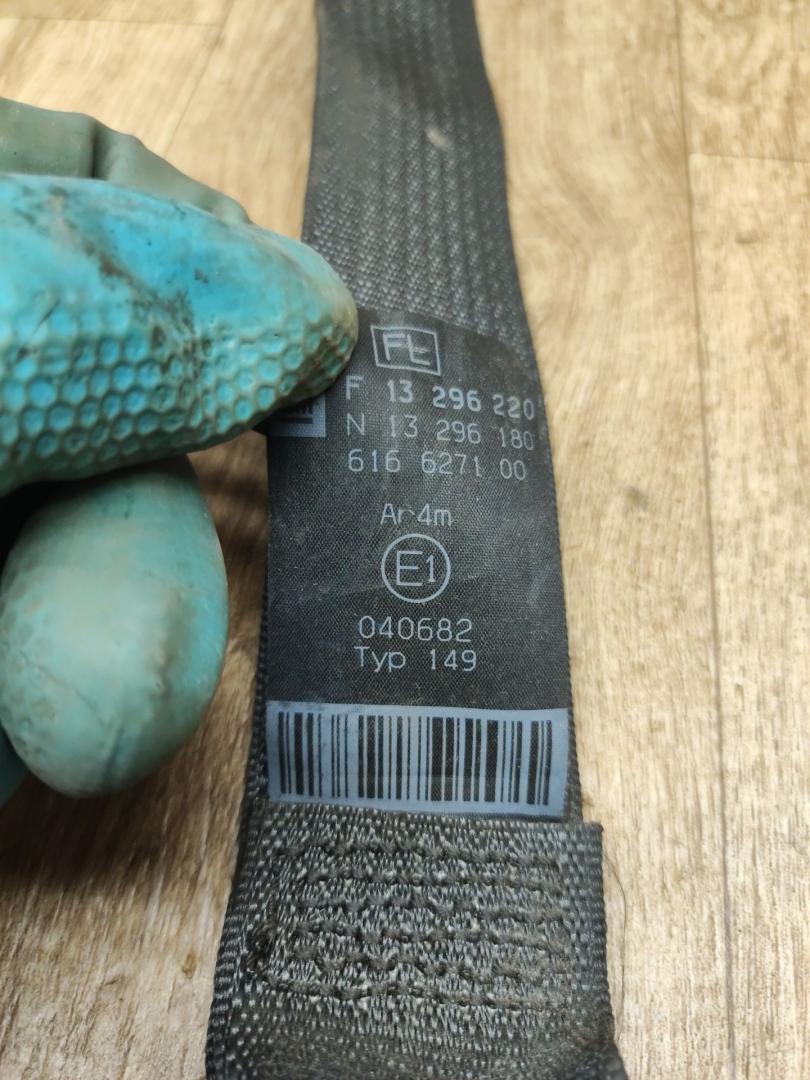 FL
F 13 296 220
N 13 296 180
616 6271 00
Ar4m
E1
040682
Typ 149